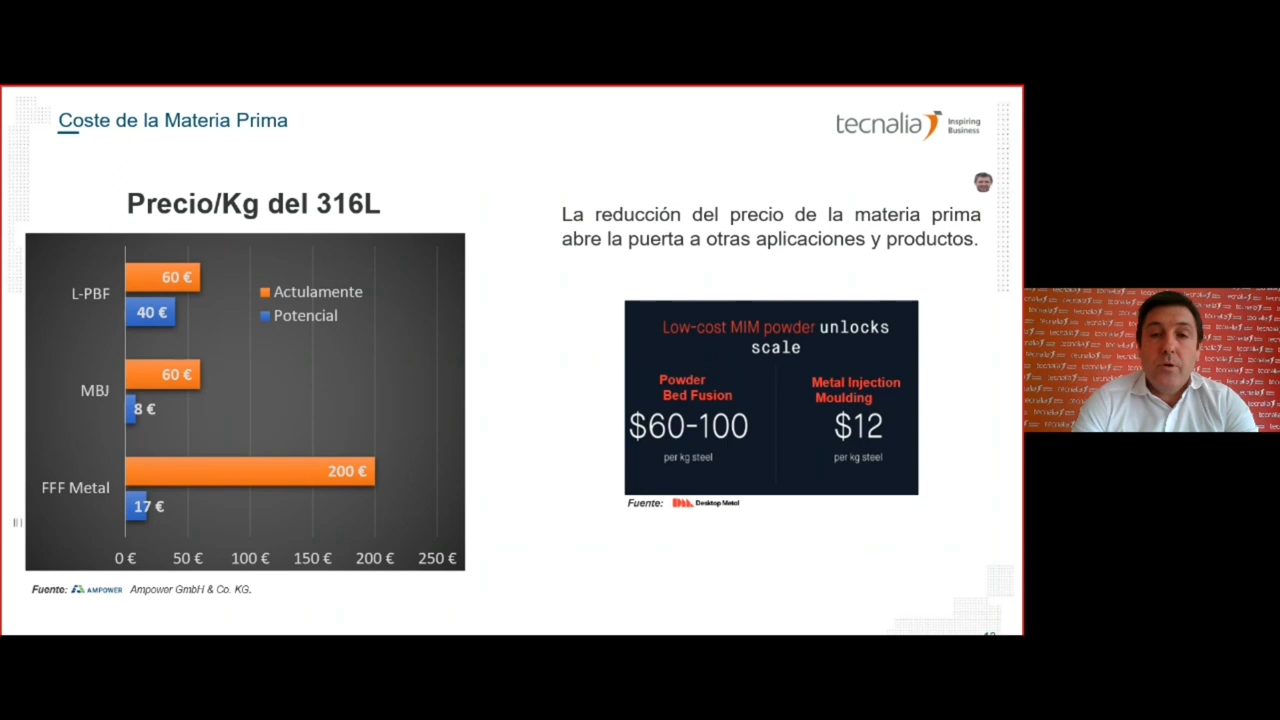 Coste de la Materia Prima
tecnalia Inspiring
Business
Precio/Kg del 316L
L-PBF
60 €
40 €
Actulamente
Potencial
MBJ
60 €
8 €
FFF Metal
200 €
17 €
0 € 50 € 100 € 150 € 200 € 250 €
Fuente: AMPOWER Ampower GmbH & Co. KG.
La reducción del precio de la materia prima
abre la puerta a otras aplicaciones y productos.
Low-cost MIM powder unlocks
scale
Powder
Bed Fusion
$60-100
per kg steel
Metal Injection
Moulding
$12
per kg steel
Fuente: Desktop Metal